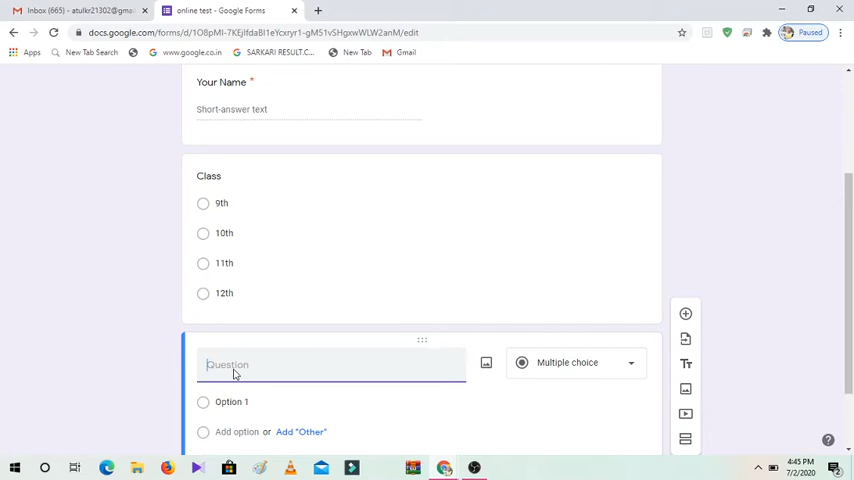 Inbox (665) - atulkr21302@gma
online test - Google Forms
docs.google.com/forms/d/1O8pMI-7KEjIfdaBl1eYcxryr1-gM51vSHgxwWLW2anM/edit
Paused
Apps
New Tab Search
www.google.co.in
SARKARI RESULT.C...
New Tab
Gmail
Your Name *
Short-answer text
Class
9th
10th
11th
12th
Question
Multiple choice
Option 1
Add option or Add "Other"
4:45 PM
7/2/2020
2